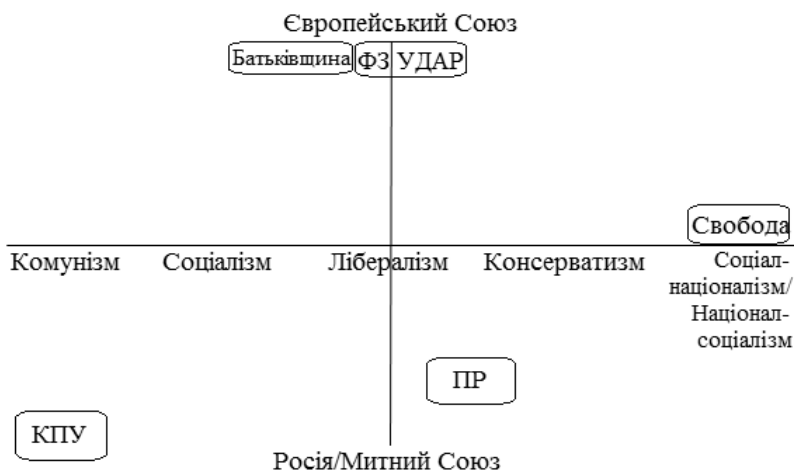 Європейський Союз
Батьківщина ФЗ УДАР
Свобода
Комунізм Соціалізм Лібералізм Консерватизм Соціал-
націоналізм/
Націонал-
соціалізм
ПР
КПУ
Росія/Митний Союз